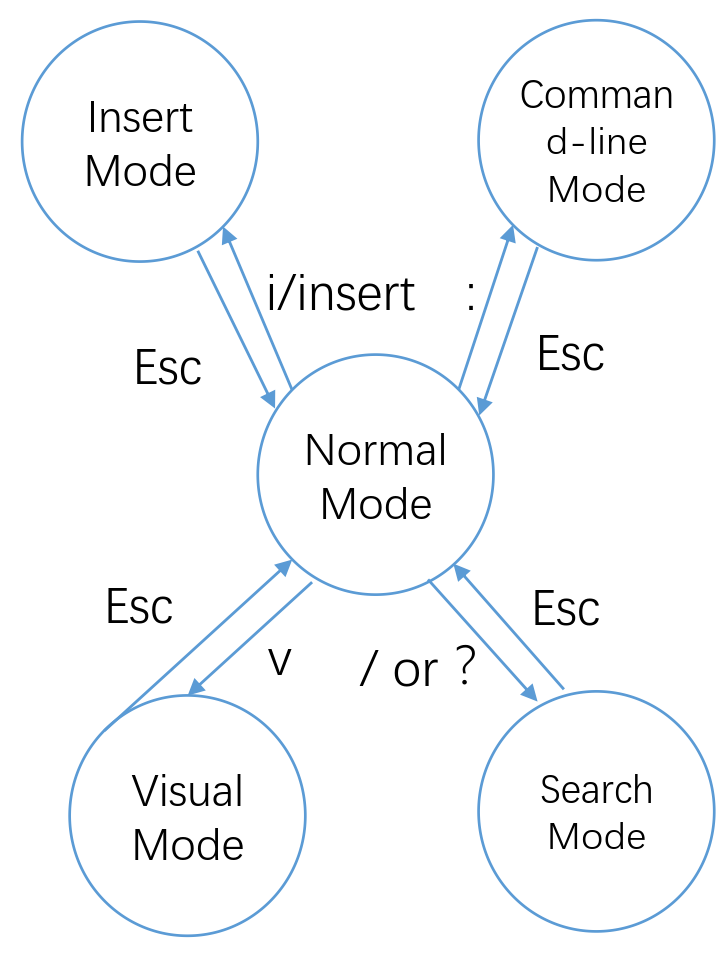 Insert
Mode
Comman
d-line
Mode
i/insert
:
Esc
Esc
Normal
Mode
Esc
v
/ or ?
Esc
Visual
Mode
Search
Mode